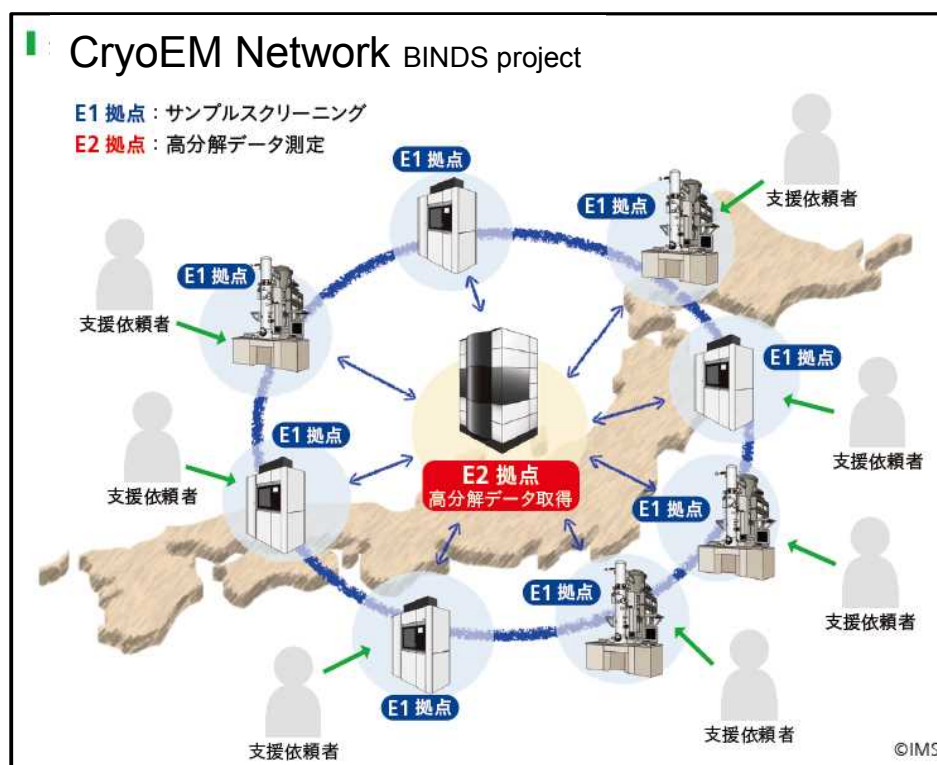 CryoEM Network BINDS project
E1 拠点：サンプルスクリーニング
E2 拠点：高分解データ測定
E1 拠点
E1 拠点
支援依頼者
E1 拠点
支援依頼者
E1 拠点
支援依頼者
E1 拠点
支援依頼者
E2 拠点
高分解データ取得
E1 拠点
支援依頼者
E1 拠点
支援依頼者
E1 拠点
支援依頼者
©IMS